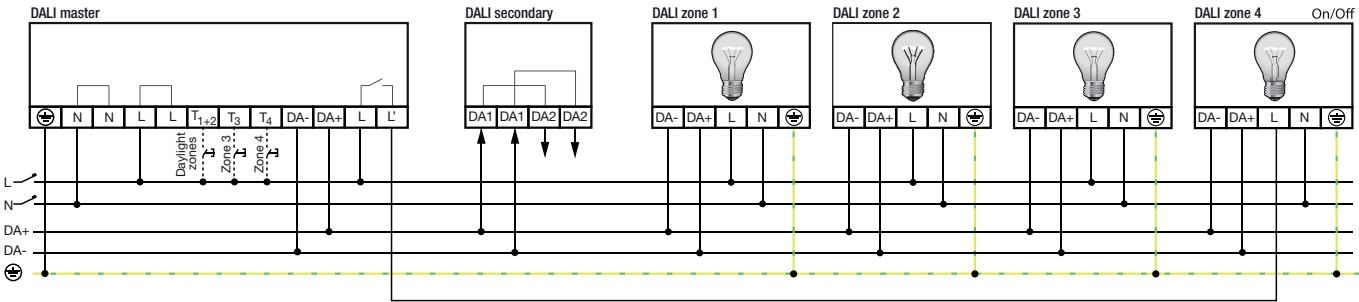 DALI master
DALI secondary
DALI zone 1
DALI zone 2
DALI zone 3
DALI zone 4
On/Off
N N L L T1+2 T3 T4 DA- DA+ L L'
DA1 DA1 DA2 DA2
DA- DA+ L N
DA- DA+ L N
DA- DA+ L N
DA- DA+ L N
Daylight
zones
Zone 3
Zone 4
L
N
DA+
DA-